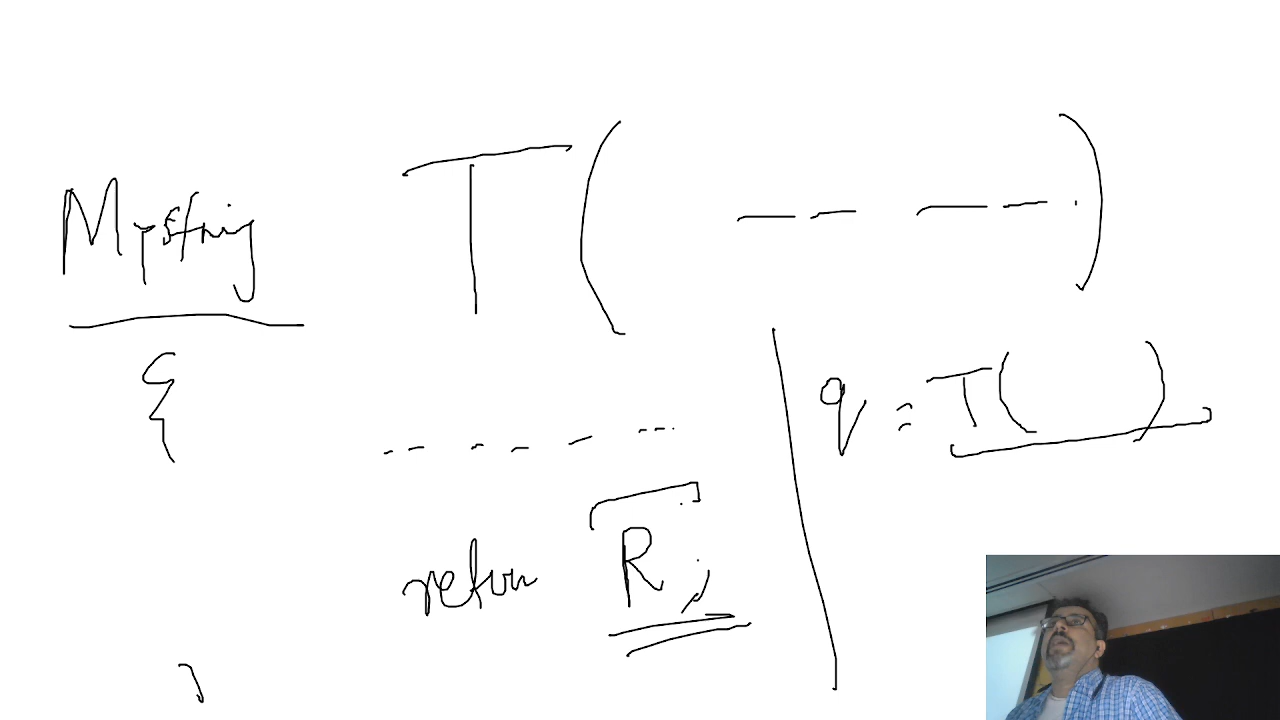 Mystring T( -- -- -- . )
{
-- -- -- ---
return R;
}
q = T( )